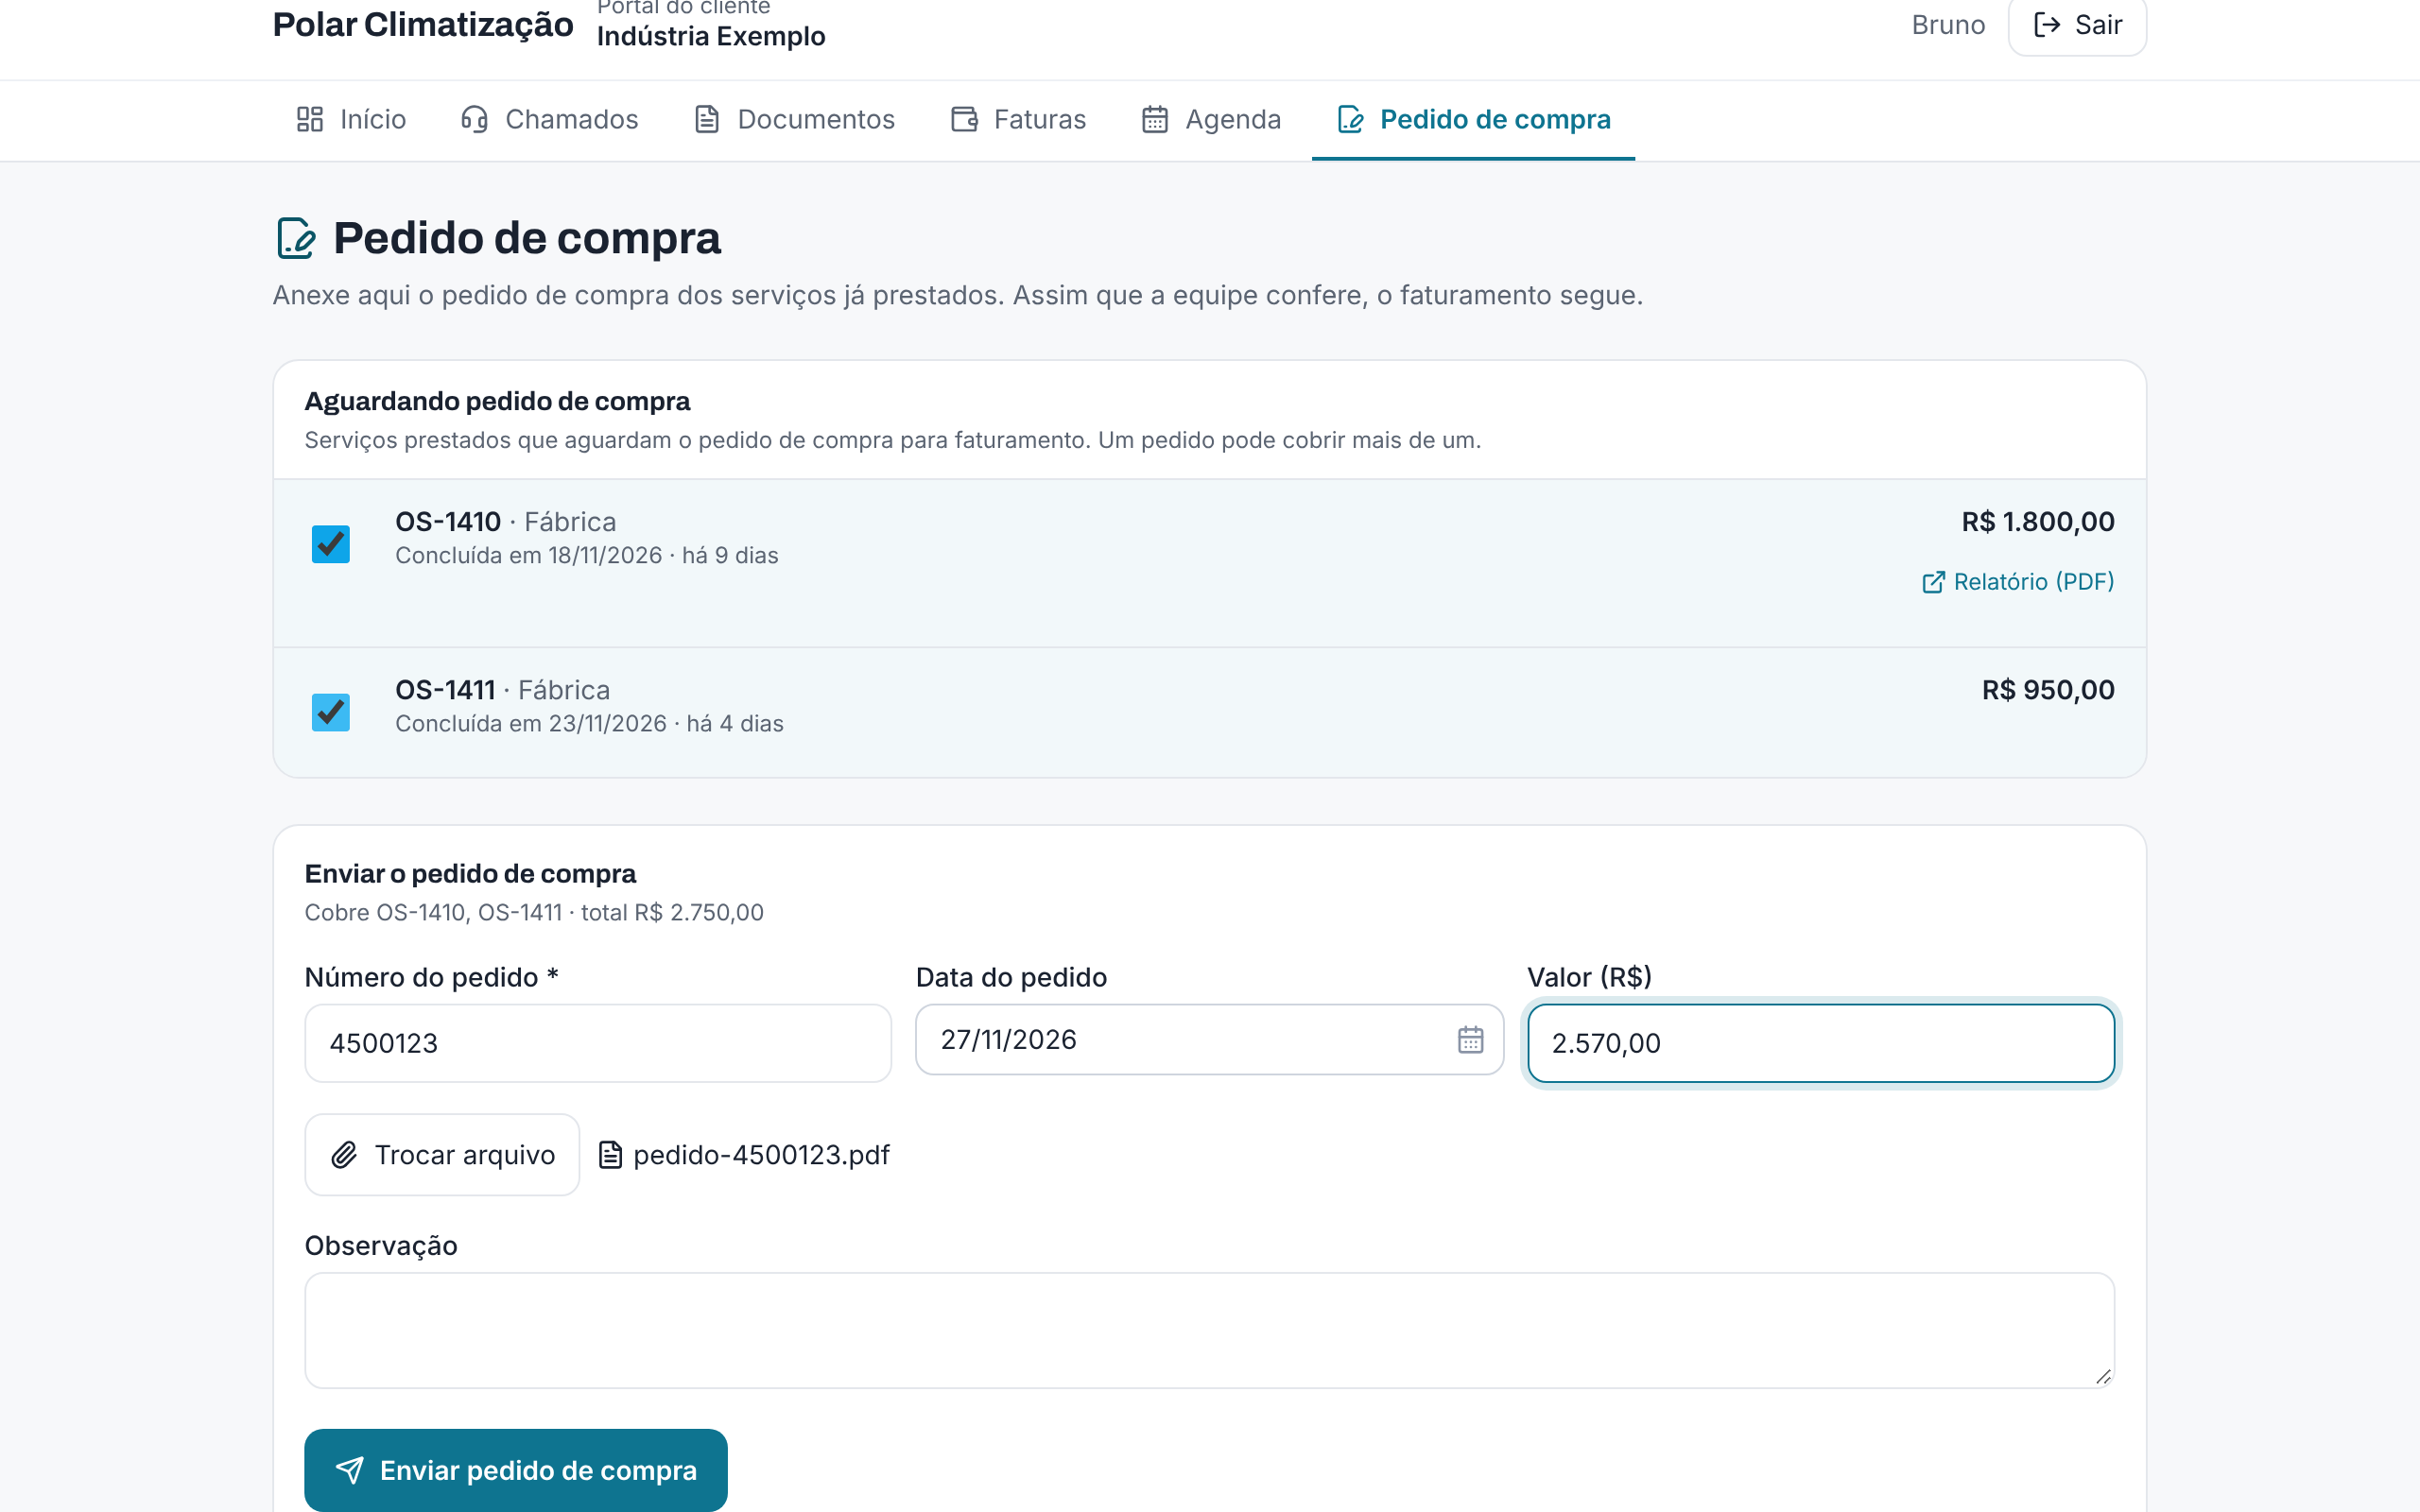 Polar Climatização
Portal do cliente
Indústria Exemplo
Bruno
Sair
Início
Chamados
Documentos
Faturas
Agenda
Pedido de compra
Pedido de compra
Anexe aqui o pedido de compra dos serviços já prestados. Assim que a equipe confere, o faturamento segue.
Aguardando pedido de compra
Serviços prestados que aguardam o pedido de compra para faturamento. Um pedido pode cobrir mais de um.
OS-1410 · Fábrica
R$ 1.800,00
Concluída em 18/11/2026 · há 9 dias
Relatório (PDF)
OS-1411 · Fábrica
R$ 950,00
Concluída em 23/11/2026 · há 4 dias
Enviar o pedido de compra
Cobre OS-1410, OS-1411 · total R$ 2.750,00
Número do pedido *
Data do pedido
Valor (R$)
4500123
27/11/2026
2.570,00
Trocar arquivo
pedido-4500123.pdf
Observação
Enviar pedido de compra